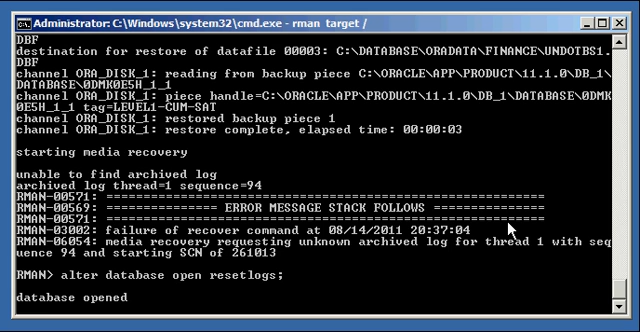 Administrator: C:\Windows\system32\cmd.exe - rman target /
DBF
destination for restore of datafile 00003: C:\DATABASE\ORADATA\FINANCE\UNDOTBS1.
DBF
channel ORA_DISK_1: reading from backup piece C:\ORACLE\APP\PRODUCT\11.1.0\DB_1\
DATABASE\0DMK0E5H_1_1
channel ORA_DISK_1: piece handle=C:\ORACLE\APP\PRODUCT\11.1.0\DB_1\DATABASE\0DMK
0E5H_1_1 tag=LEVEL1-CUM-SAT
channel ORA_DISK_1: restored backup piece 1
channel ORA_DISK_1: restore complete, elapsed time: 00:00:03
starting media recovery
unable to find archived log
archived log thread=1 sequence=94
RMAN-00571: ===========================================================
RMAN-00569: =============== ERROR MESSAGE STACK FOLLOWS ===============
RMAN-00571: ===========================================================
RMAN-03002: failure of recover command at 08/14/2011 20:37:04
RMAN-06054: media recovery requesting unknown archived log for thread 1 with seq
uence 94 and starting SCN of 261013
RMAN> alter database open resetlogs;
database opened